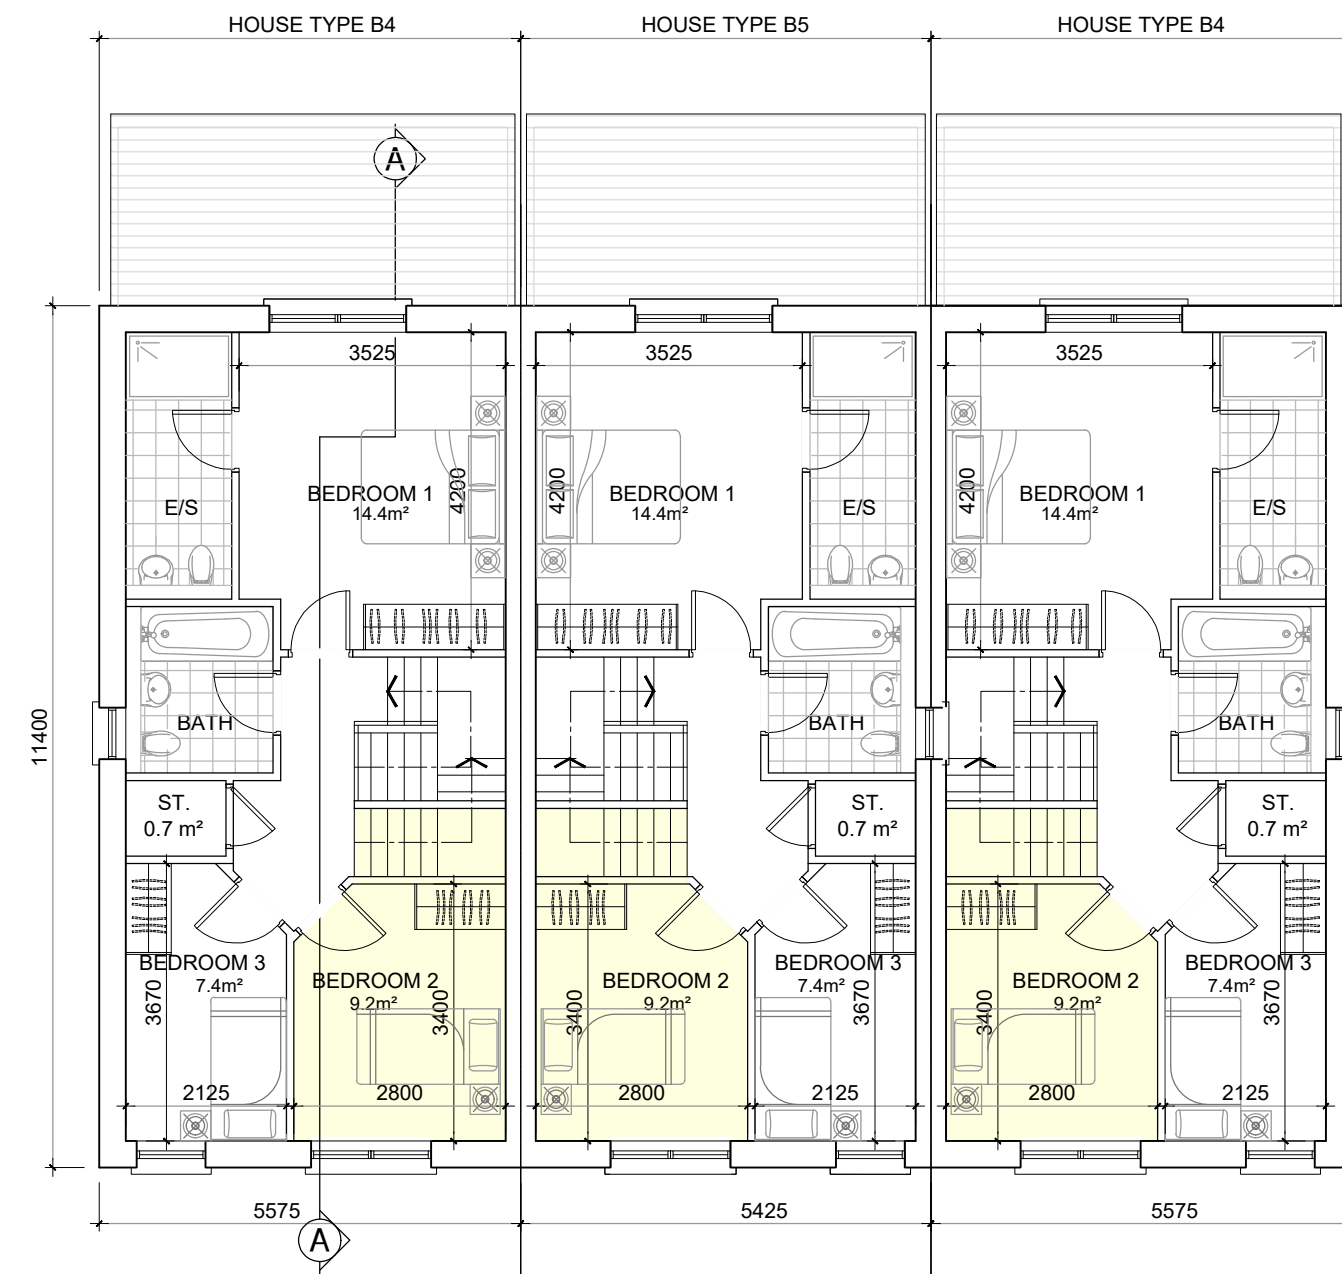 HOUSE TYPE B4 HOUSE TYPE B5 HOUSE TYPE B4
A
3525 3525 3525
4200 4200 4200
BEDROOM 1 BEDROOM 1 BEDROOM 1
14.4m² 14.4m² 14.4m²
E/S E/S E/S
11400
BATH BATH BATH
ST. ST. ST.
0.7 m² 0.7 m² 0.7 m²
BEDROOM 3 BEDROOM 2 BEDROOM 2 BEDROOM 3 BEDROOM 2 BEDROOM 3
7.4m² 9.2m² 9.2m² 7.4m² 9.2m² 7.4m²
3670 3400 3400 3670 3400 3670
2125 2800 2800 2125 2800 2125
5575 5425 5575
A